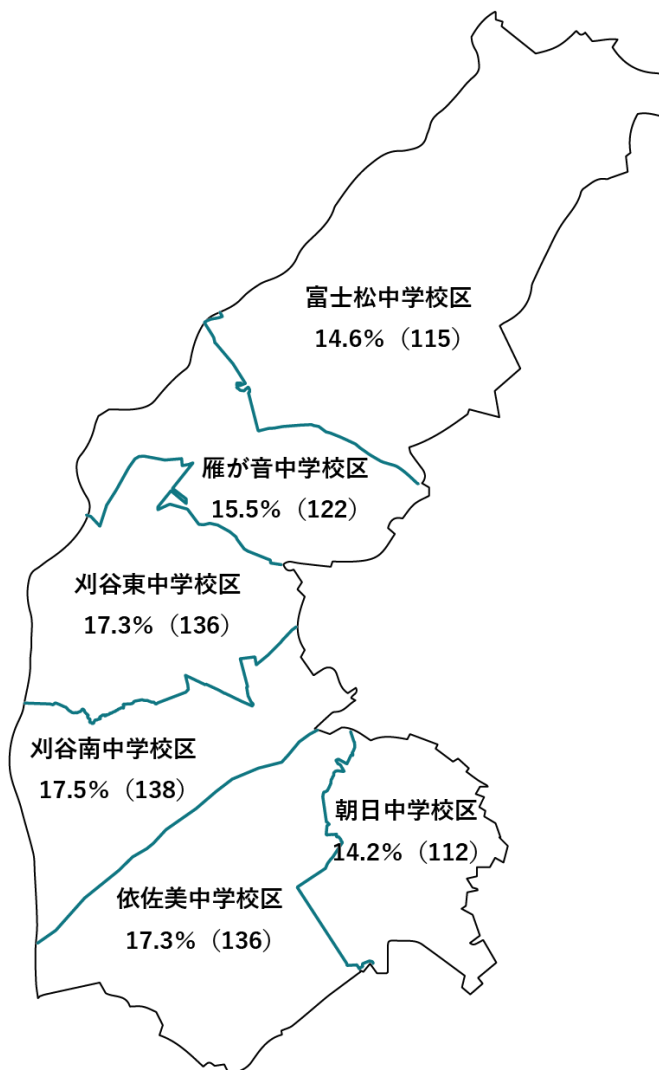 富士松中学校区
14.6%（115）
雁が音中学校区
15.5%（122）
刈谷東中学校区
17.3%（136）
刈谷南中学校区
17.5%（138）
朝日中学校区
14.2%（112）
依佐美中学校区
17.3%（136）